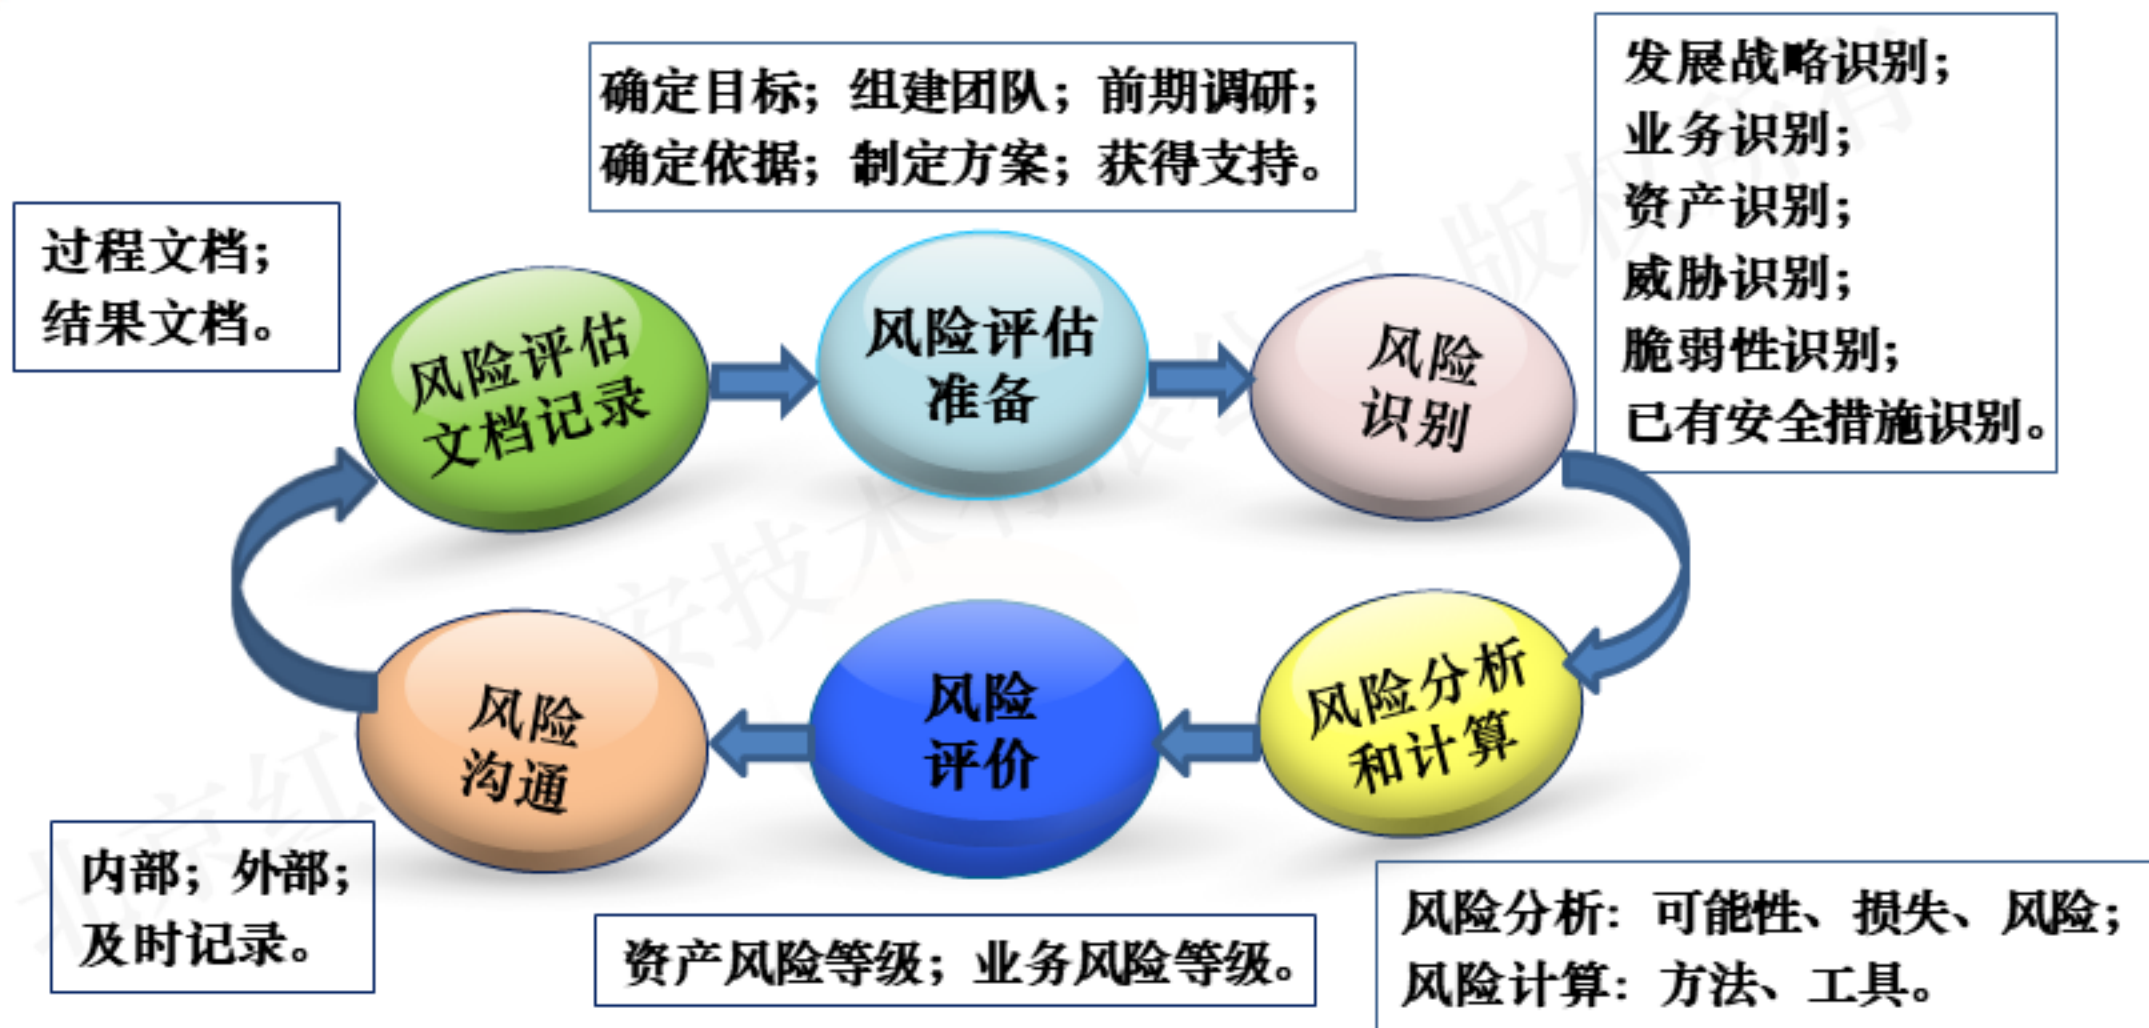 确定目标；组建团队；前期调研；
确定依据；制定方案；获得支持。
发展战略识别；
业务识别；
资产识别；
威胁识别；
脆弱性识别；
已有安全措施识别。
过程文档；
结果文档。
风险评估
文档记录
风险评估
准备
风险
识别
风险
沟通
风险
评价
风险分析
和计算
内部；外部；
及时记录。
资产风险等级；业务风险等级。
风险分析：可能性、损失、风险；
风险计算：方法、工具。